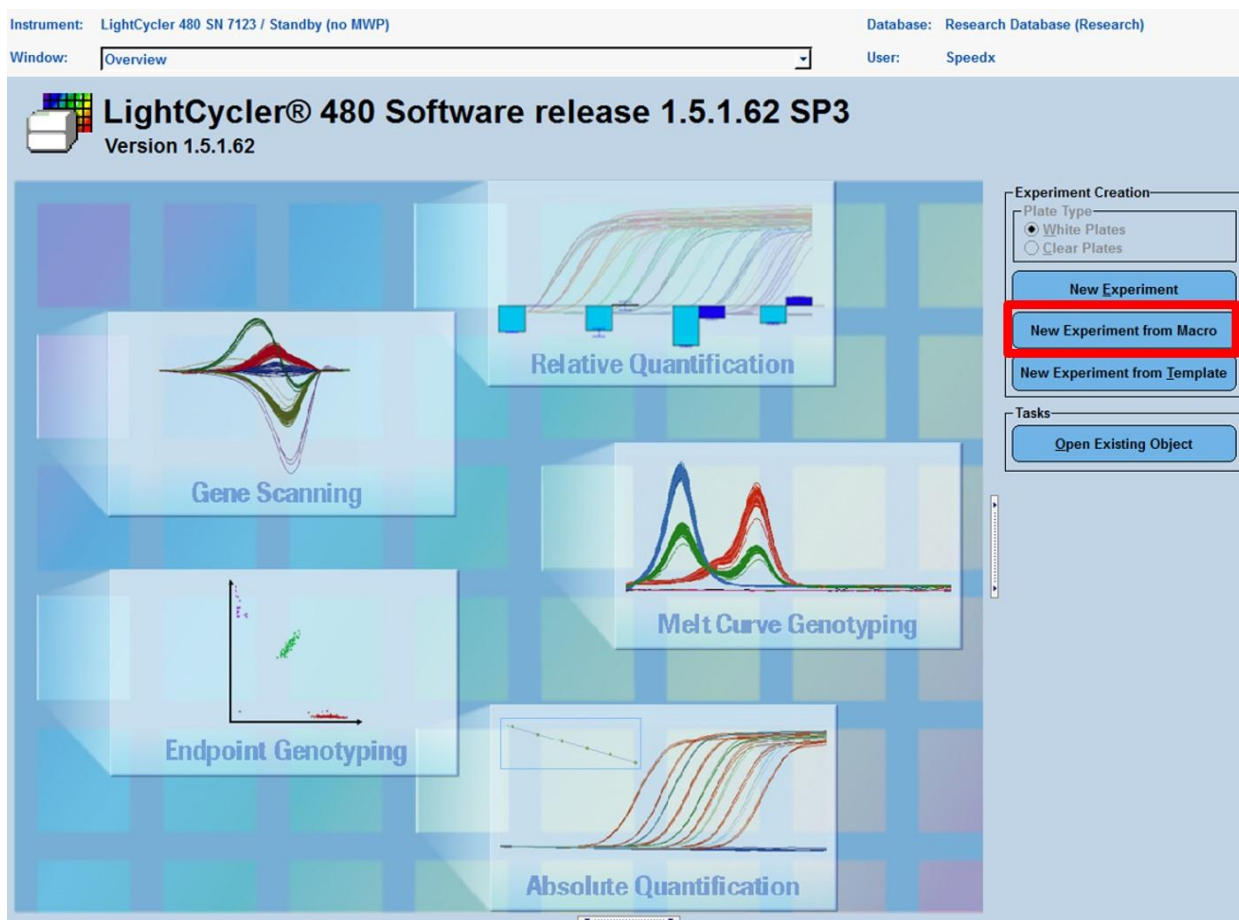 Instrument: LightCycler 480 SN 7123 / Standby (no MWP)
Database: Research Database (Research)
Window: Overview
User: Speedx
LightCycler® 480 Software release 1.5.1.62 SP3
Version 1.5.1.62
Experiment Creation
Plate Type
White Plates
Clear Plates
New Experiment
New Experiment from Macro
New Experiment from Template
Tasks
Open Existing Object
Relative Quantification
Gene Scanning
Melt Curve Genotyping
Endpoint Genotyping
Absolute Quantification